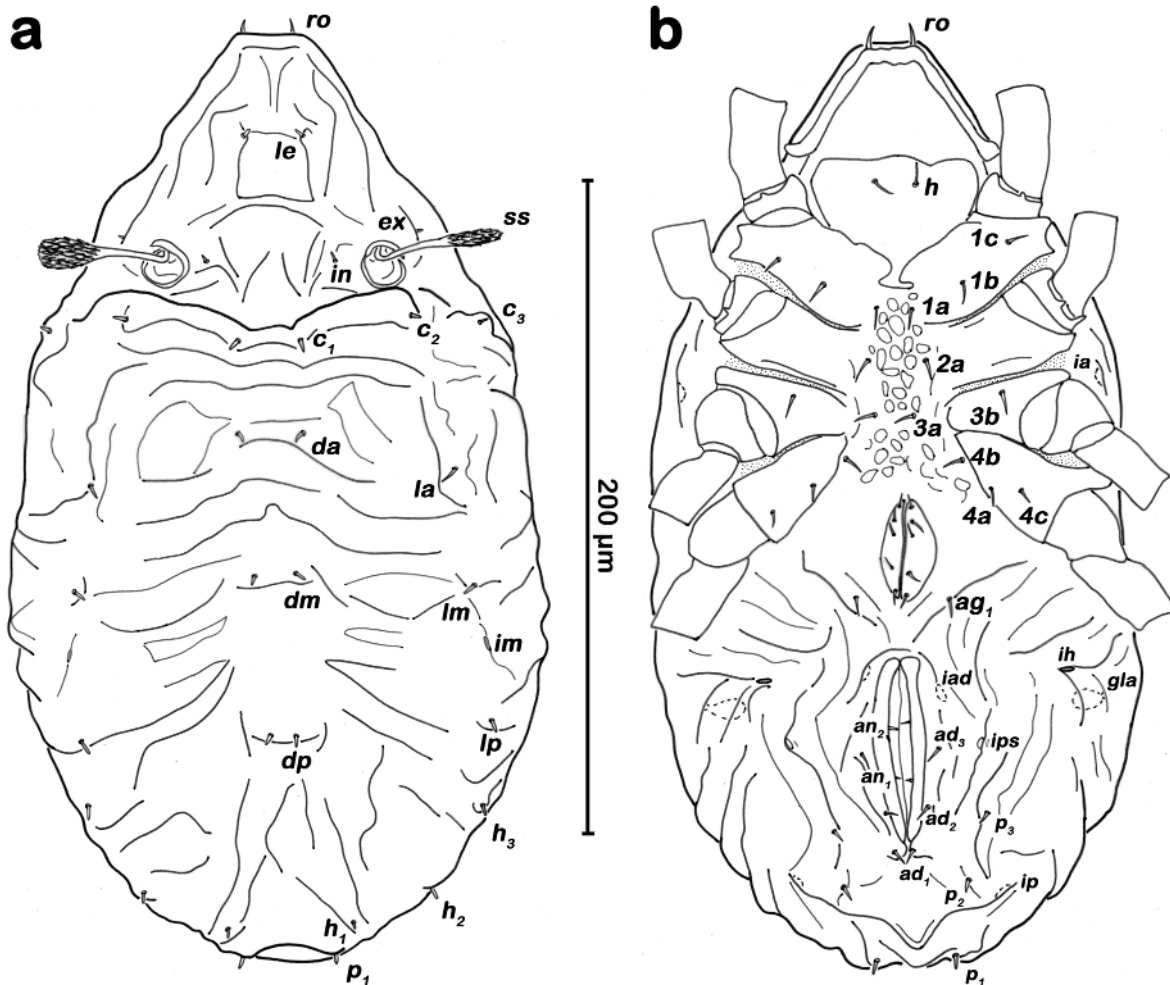 a
ro
le
ex
ss
in
c₃
c₂
c₁
da
la
dm
lm
im
lp
dp
h₃
h₂
h₁
p₁
200 µm
b
ro
h
1c
1b
1a
2a
ia
3b
3a
4b
4a
4c
ag₁
ih
iad
gla
an₂
ad₃
ips
an₁
ad₂
p₃
ad₁
p₂
ip
p₁